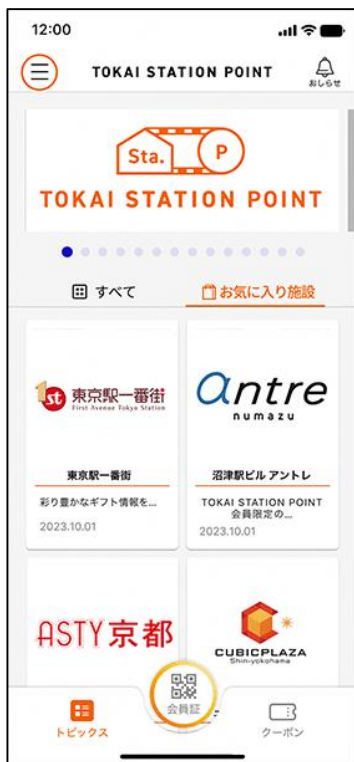 12:00
TOKAI STATION POINT
おしらせ
Sta. P
TOKAI STATION POINT
すべて
お気に入り施設
1st 東京駅一番街
First Avenue Tokyo Station
antre
numazu
東京駅一番街
沼津駅ビル アントレ
彩り豊かなギフト情報を...
TOKAI STATION POINT
会員限定の...
2023.10.01
2023.10.01
ASTY京都
CUBICPLAZA
Shin-yokohama
会員証
トピックス
クーポン